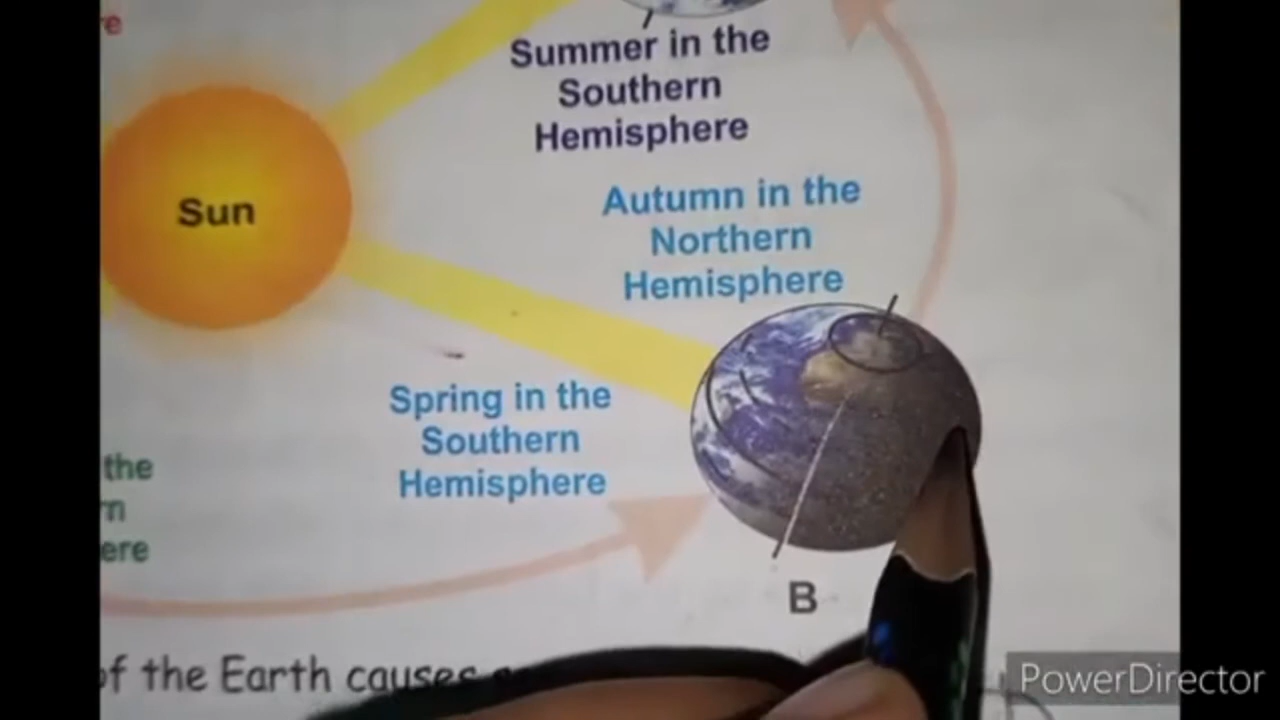 Summer in the
Southern
Hemisphere
Sun
Autumn in the
Northern
Hemisphere
Spring in the
Southern
Hemisphere
the
B
of the Earth causes
PowerDirector